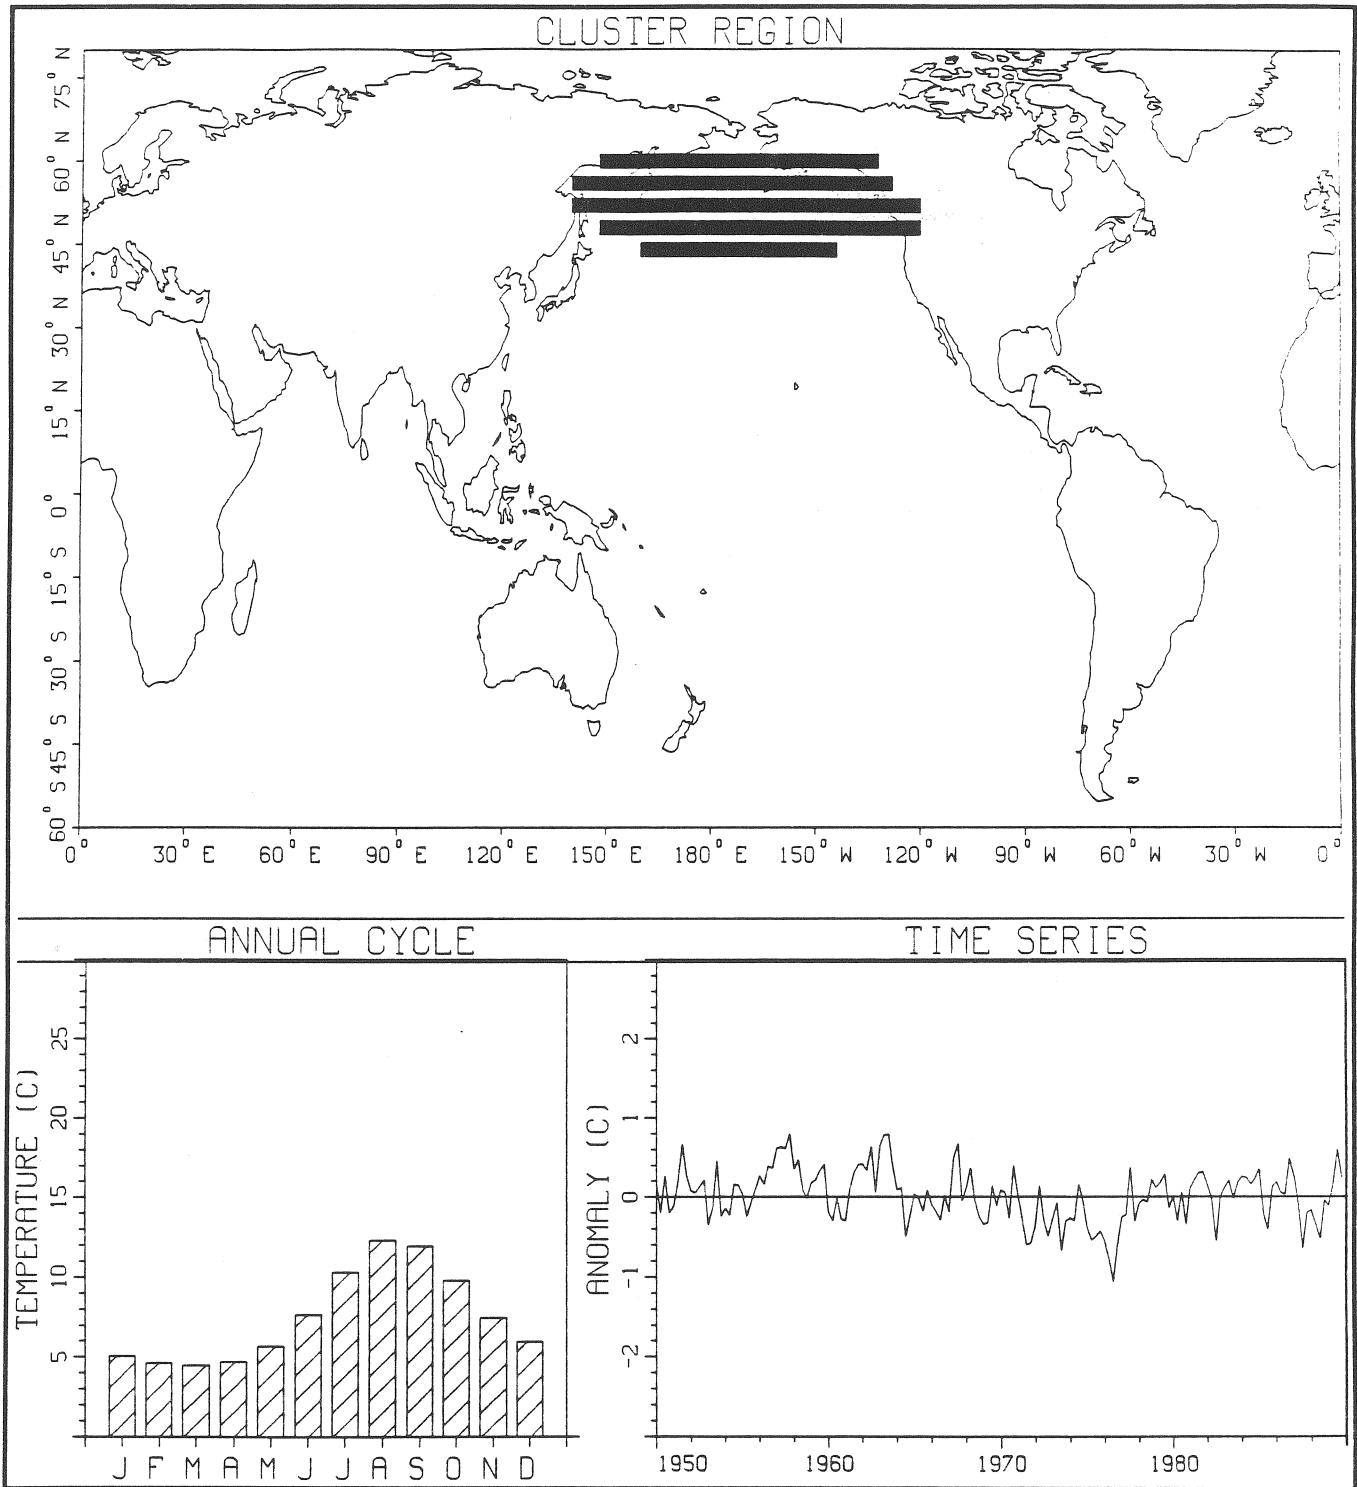 CLUSTER REGION
75° N
60° N
45° N
30° N
15° N
0°
15° S
30° S
45° S
60° S
0° 30° E 60° E 90° E 120° E 150° E 180° E 150° W 120° W 90° W 60° W 30° W 0°
ANNUAL CYCLE
TEMPERATURE (C)
25
20
15
10
5
J F M A M J J A S O N D
TIME SERIES
ANOMALY (C)
2
1
0
-1
-2
1950 1960 1970 1980